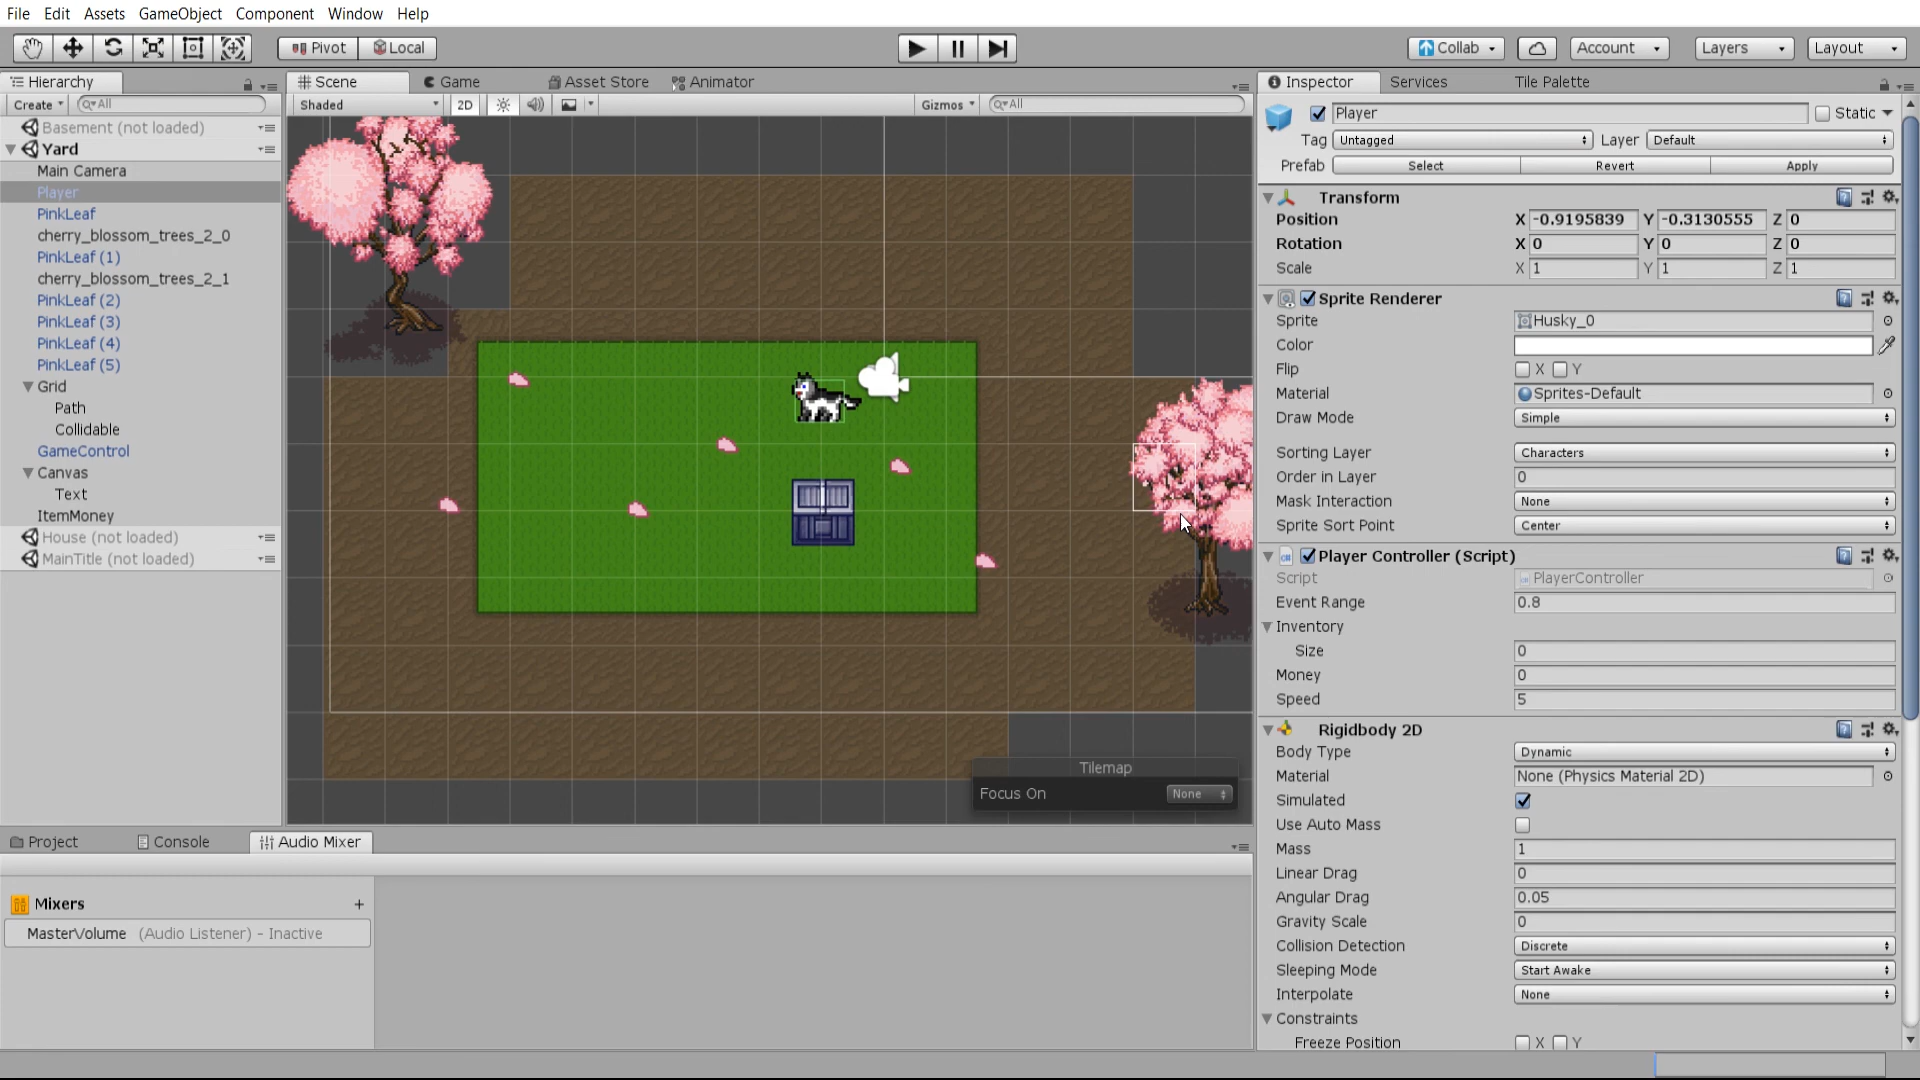 File Edit Assets GameObject Component Window Help
Pivot Local Collab Account Layers Layout
Hierarchy Scene Game Asset Store Animator Inspector Services Tile Palette
Create All Shaded 2D Gizmos All
Player Static
Tag Untagged Layer Default
Prefab Select Revert Apply
Basement (not loaded)
Yard
Main Camera
Player
PinkLeaf
cherry_blossom_trees_2_0
PinkLeaf (1)
cherry_blossom_trees_2_1
PinkLeaf (2)
PinkLeaf (3)
PinkLeaf (4)
PinkLeaf (5)
Grid
Path
Collidable
GameControl
Canvas
Text
ItemMoney
House (not loaded)
MainTitle (not loaded)
Tilemap
Focus On None
Transform
Position X -0.9195839 Y -0.3130555 Z 0
Rotation X 0 Y 0 Z 0
Scale X 1 Y 1 Z 1
Sprite Renderer
Sprite Husky_0
Color
Flip X Y
Material Sprites-Default
Draw Mode Simple
Sorting Layer Characters
Order in Layer 0
Mask Interaction None
Sprite Sort Point Center
Player Controller (Script)
Script PlayerController
Event Range 0.8
Inventory
Size 0
Money 0
Speed 5
Rigidbody 2D
Body Type Dynamic
Material None (Physics Material 2D)
Simulated
Use Auto Mass
Mass 1
Linear Drag 0
Angular Drag 0.05
Gravity Scale 0
Collision Detection Discrete
Sleeping Mode Start Awake
Interpolate None
Constraints
Freeze Position X Y
Project Console Audio Mixer
Mixers +
MasterVolume (Audio Listener) - Inactive